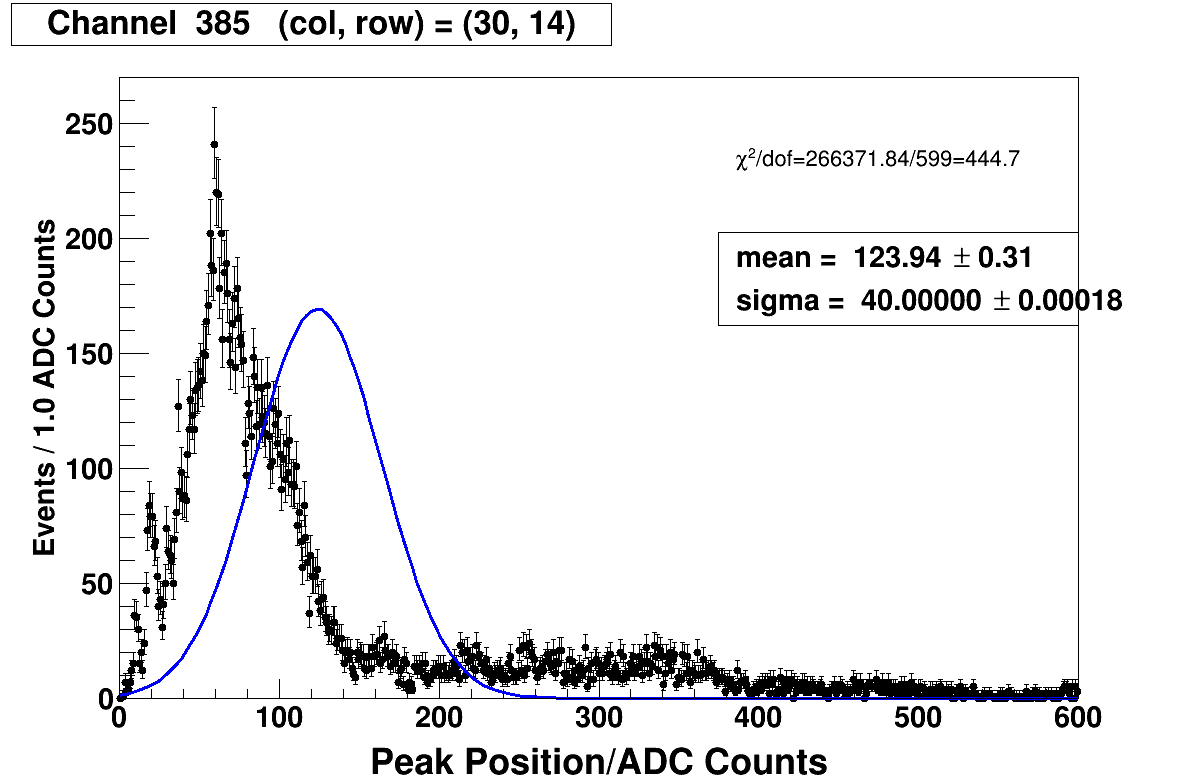 Channel 385 (col, row) = (30, 14)
χ²/dof=266371.84/599=444.7
mean = 123.94 ± 0.31
sigma = 40.00000 ± 0.00018
Events / 1.0 ADC Counts
250
200
150
100
50
0
0 100 200 300 400 500 600
Peak Position/ADC Counts